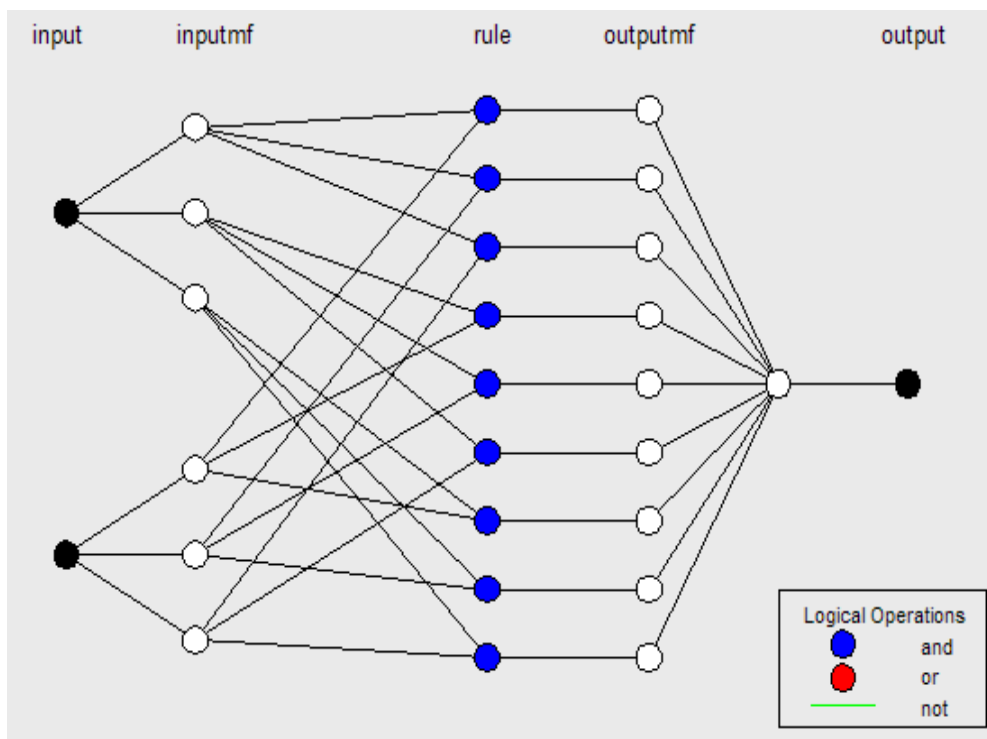 input inputmf rule outputmf output
Logical Operations
and
or
not